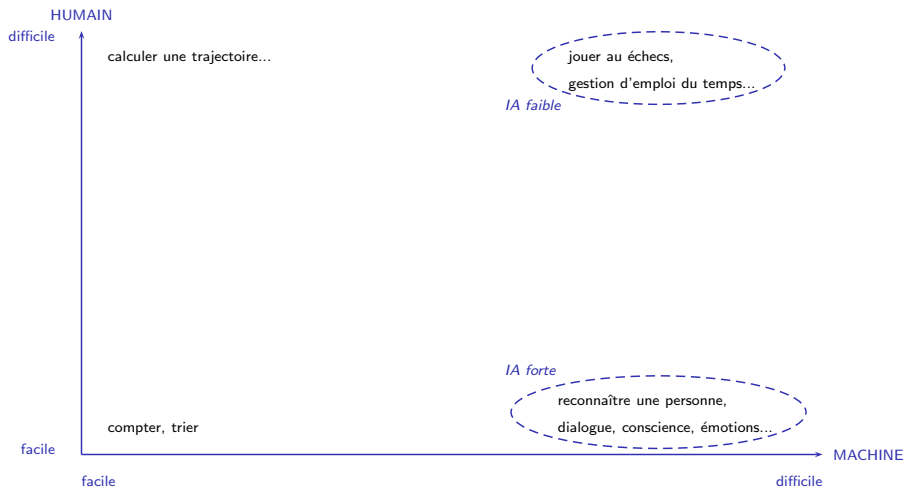 HUMAIN
difficile
calculer une trajectoire...
jouer au échecs,
gestion d'emploi du temps...
IA faible
IA forte
reconnaître une personne,
compter, trier
dialogue, conscience, émotions...
facile
MACHINE
facile
difficile